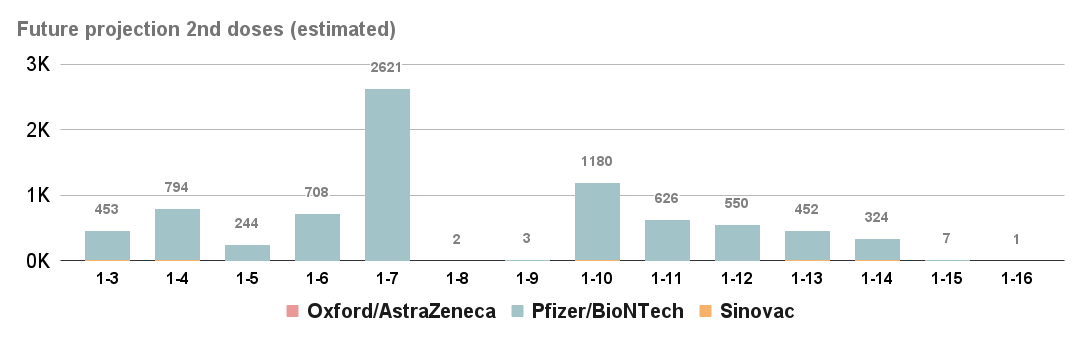 Future projection 2nd doses (estimated)
3K
2K
1K
0K
453
794
244
708
2621
2
3
1180
626
550
452
324
7
1
1-3 1-4 1-5 1-6 1-7 1-8 1-9 1-10 1-11 1-12 1-13 1-14 1-15 1-16
Oxford/AstraZeneca Pfizer/BioNTech Sinovac